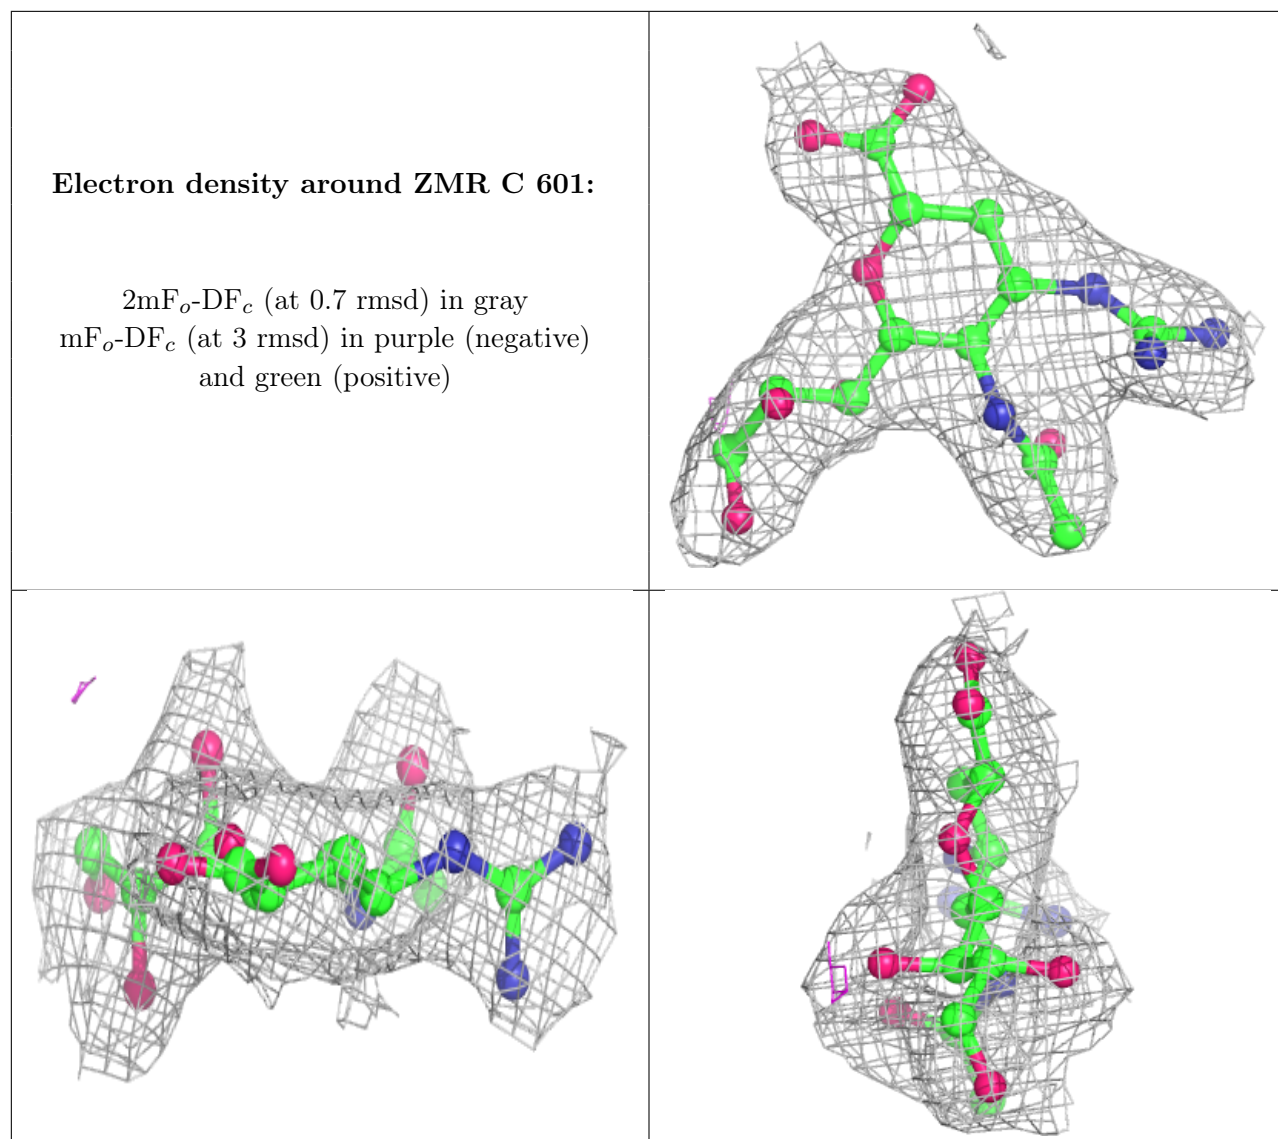 Electron density around ZMR C 601:
2mFo-DFc (at 0.7 rmsd) in gray
mFo-DFc (at 3 rmsd) in purple (negative)
and green (positive)